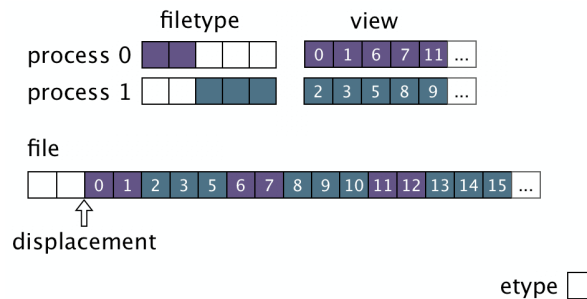 filetype view
process 0 0 1 6 7 11 ...
process 1 2 3 5 8 9 ...
file
0 1 2 3 5 6 7 8 9 10 11 12 13 14 15 ...
displacement
etype